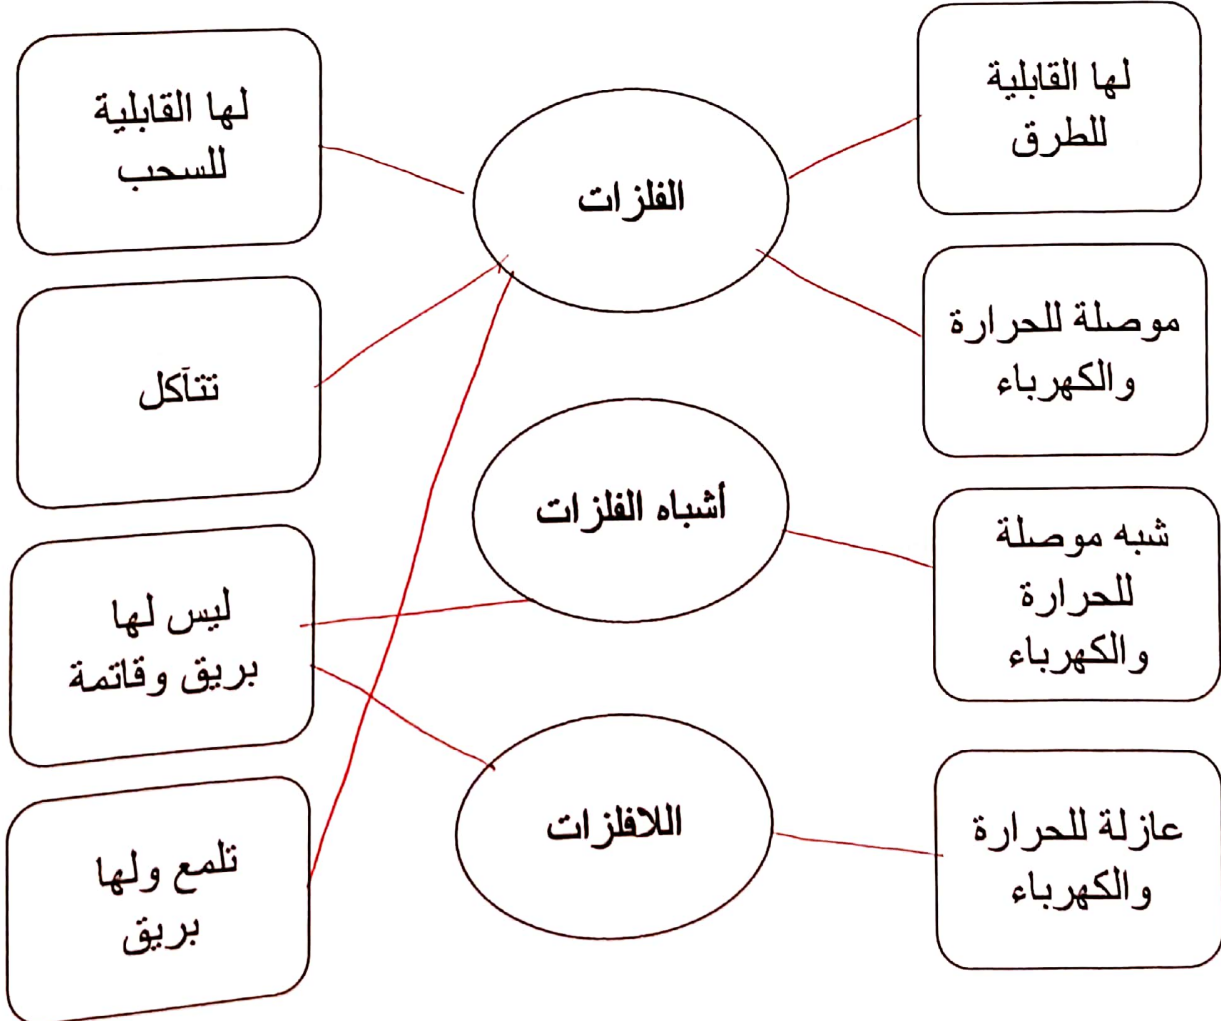 لها القابلية
للطرق
موصلة للحرارة
والكهرباء
شبه موصلة
للحرارة
والكهرباء
عازلة للحرارة
والكهرباء
الفلزات
أشباه الفلزات
اللافلزات
لها القابلية
للسحب
تتآكل
ليس لها
بريق وقاتمة
تلمع ولها
بريق